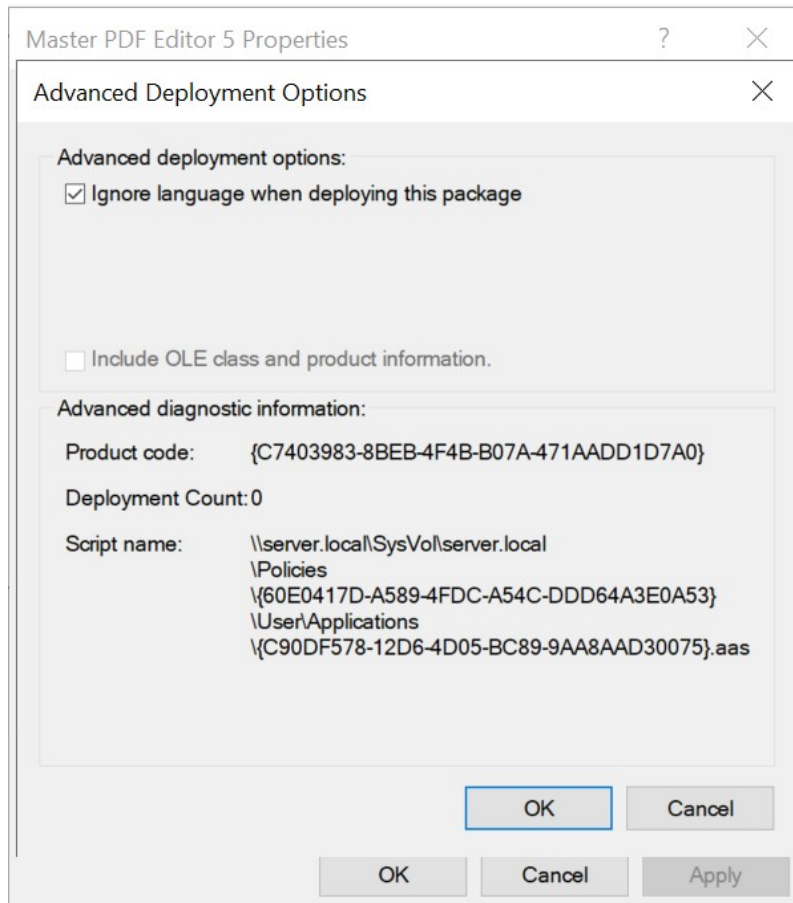 Master PDF Editor 5 Properties
Advanced Deployment Options
Advanced deployment options:
Ignore language when deploying this package
Include OLE class and product information.
Advanced diagnostic information:
Product code: {C7403983-8BEB-4F4B-B07A-471AADD1D7A0}
Deployment Count: 0
Script name: \\server.local\SysVol\server.local
\Policies
\{60E0417D-A589-4FDC-A54C-DDD64A3E0A53}
\User\Applications
\{C90DF578-12D6-4D05-BC89-9AA8AAD30075}.aas
OK Cancel
OK Cancel Apply